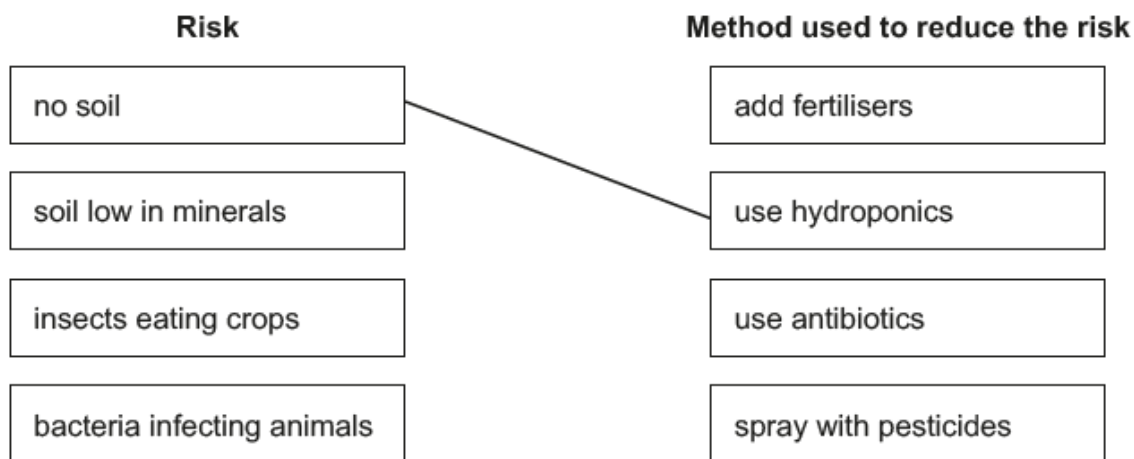 Risk
Method used to reduce the risk
no soil
add fertilisers
soil low in minerals
use hydroponics
insects eating crops
use antibiotics
bacteria infecting animals
spray with pesticides